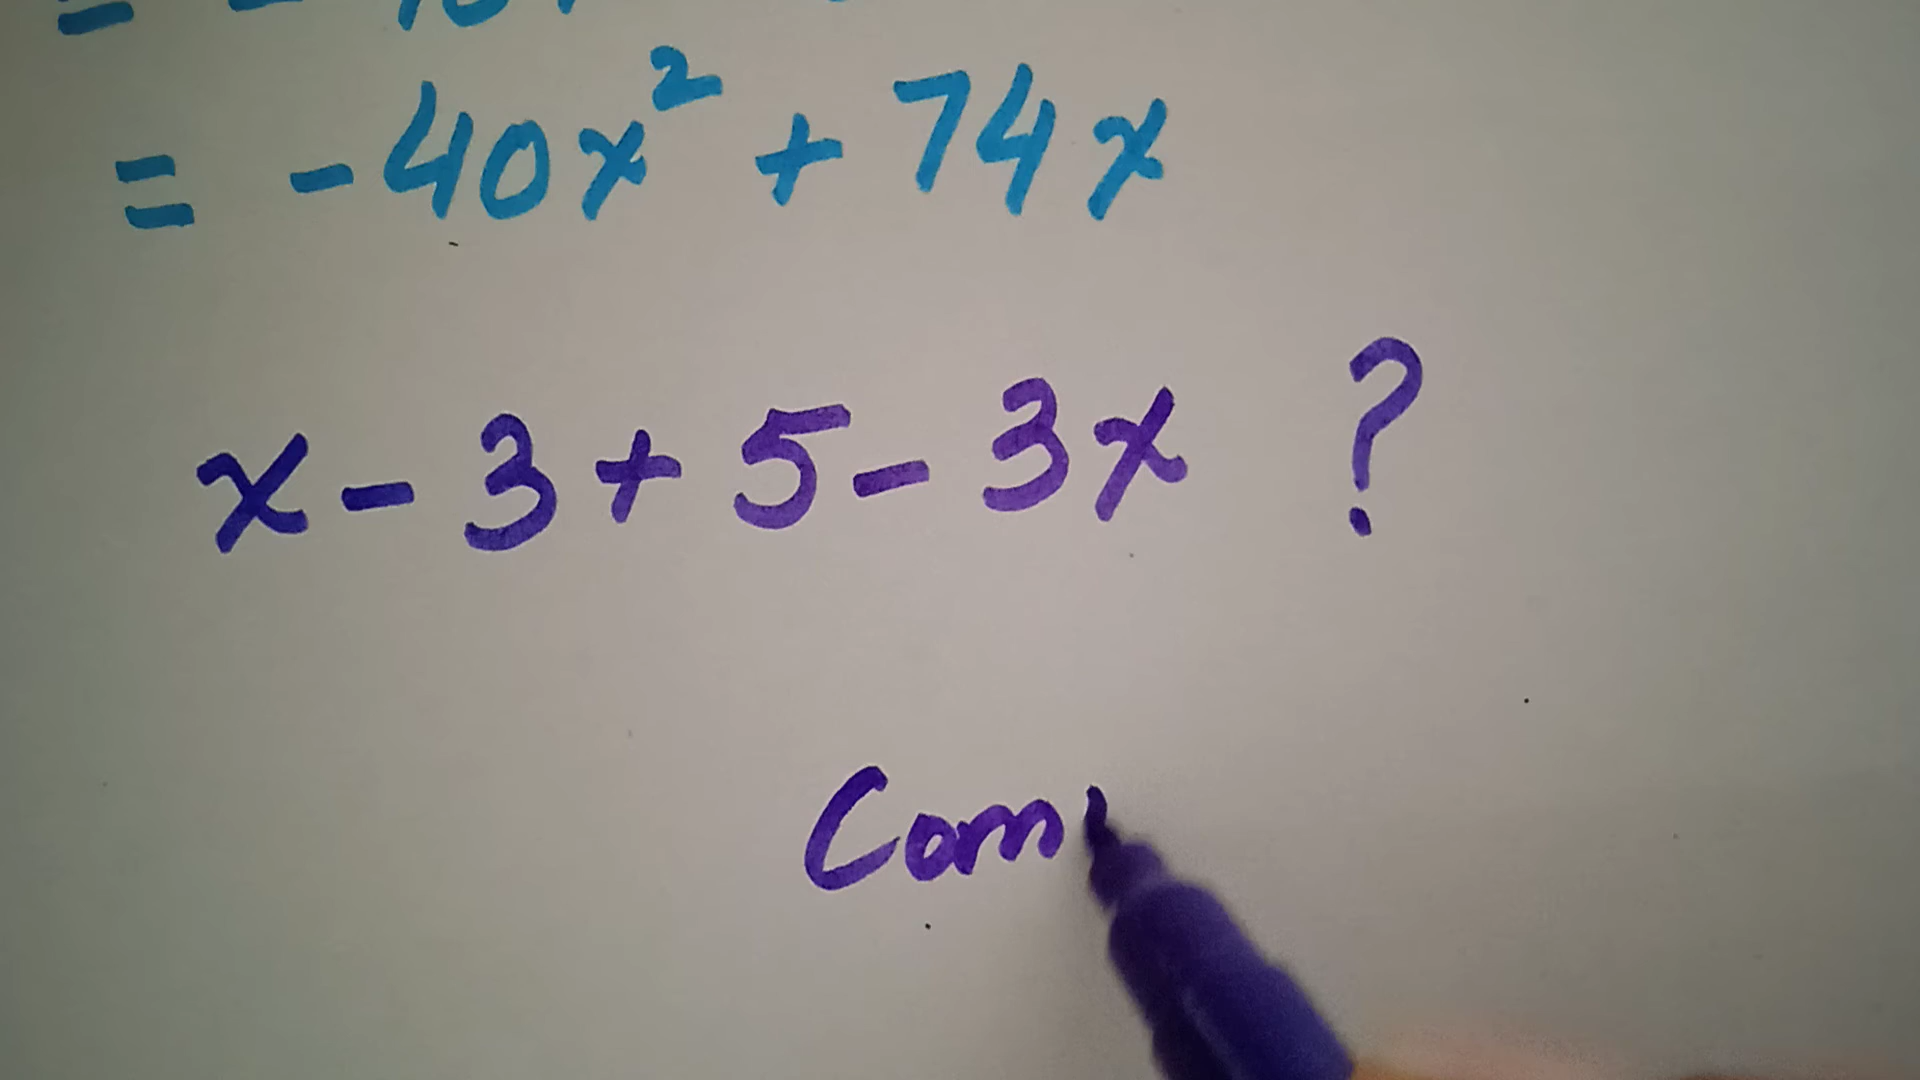 = -40x² + 74x
x - 3 + 5 - 3x ?
Com